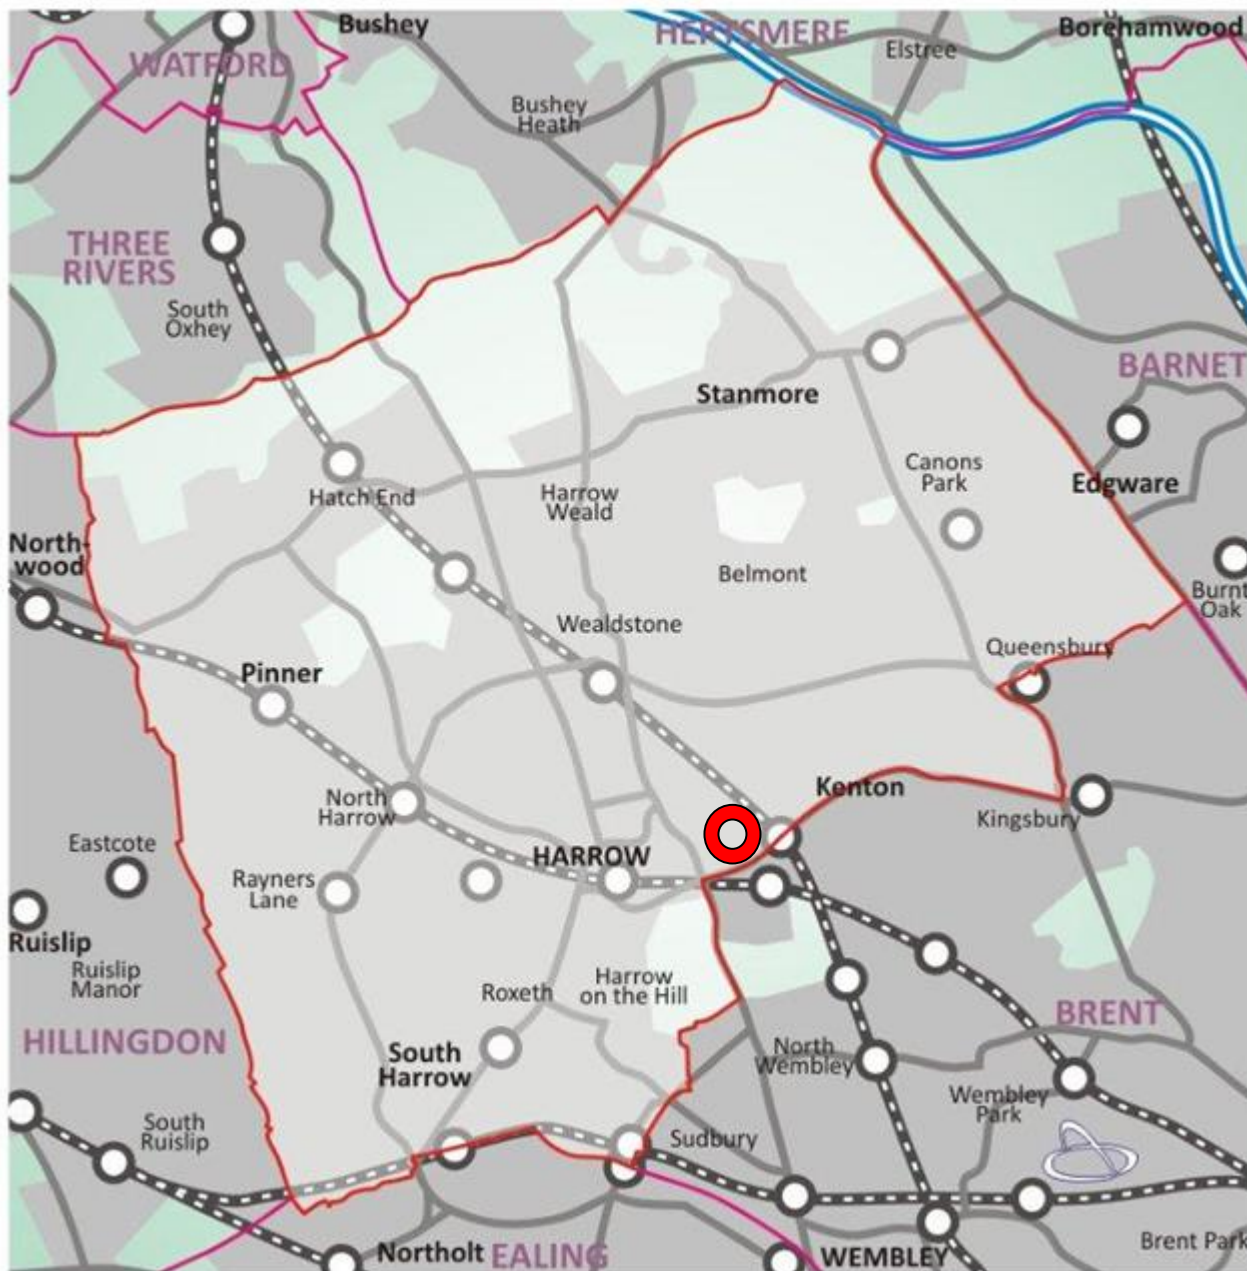 Bushey
HERTSMERE
Borehamwood
WATFORD
Elstree
Bushey
Heath
THREE
RIVERS
South
Oxhey
BARNET
Stanmore
Canons
Park
Edgware
Hatch End
Harrow
Weald
North-
wood
Belmont
Burnt
Oak
Wealdstone
Queensbury
Pinner
Kenton
North
Harrow
Kingsbury
Eastcote
HARROW
Rayners
Lane
Ruislip
Ruislip
Manor
Roxeth
Harrow
on the Hill
BRENT
HILLINGDON
South
Harrow
North
Wembley
Wembley
Park
South
Ruislip
Sudbury
Northolt
EALING
WEMBLEY
Brent Park